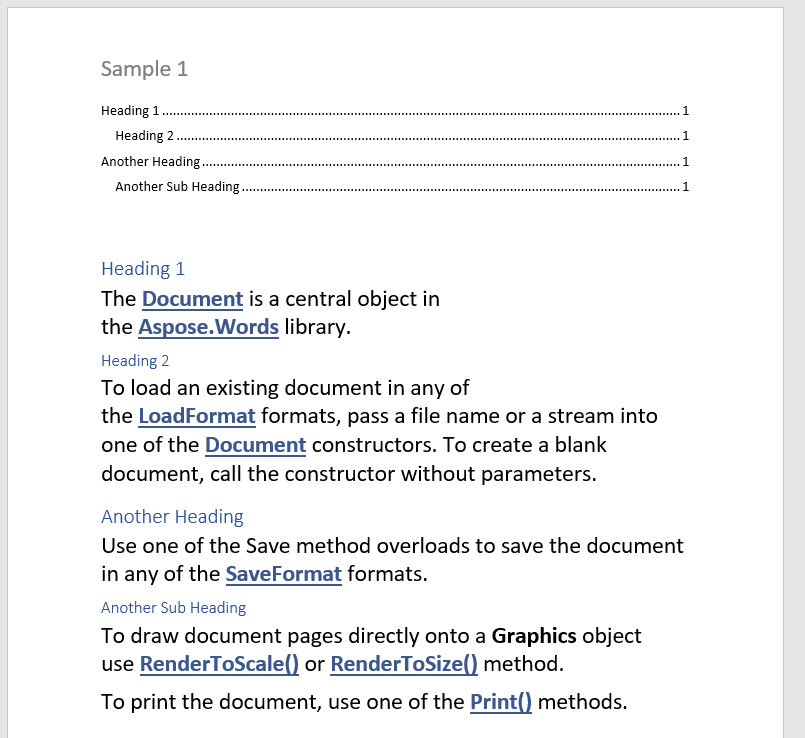 Sample 1
Heading 1........................................................................................................................................................1
Heading 2....................................................................................................................................................1
Another Heading............................................................................................................................................1
Another Sub Heading.................................................................................................................................1
Heading 1
The Document is a central object in
the Aspose.Words library.
Heading 2
To load an existing document in any of
the LoadFormat formats, pass a file name or a stream into
one of the Document constructors. To create a blank
document, call the constructor without parameters.
Another Heading
Use one of the Save method overloads to save the document
in any of the SaveFormat formats.
Another Sub Heading
To draw document pages directly onto a Graphics object
use RenderToScale() or RenderToSize() method.
To print the document, use one of the Print() methods.